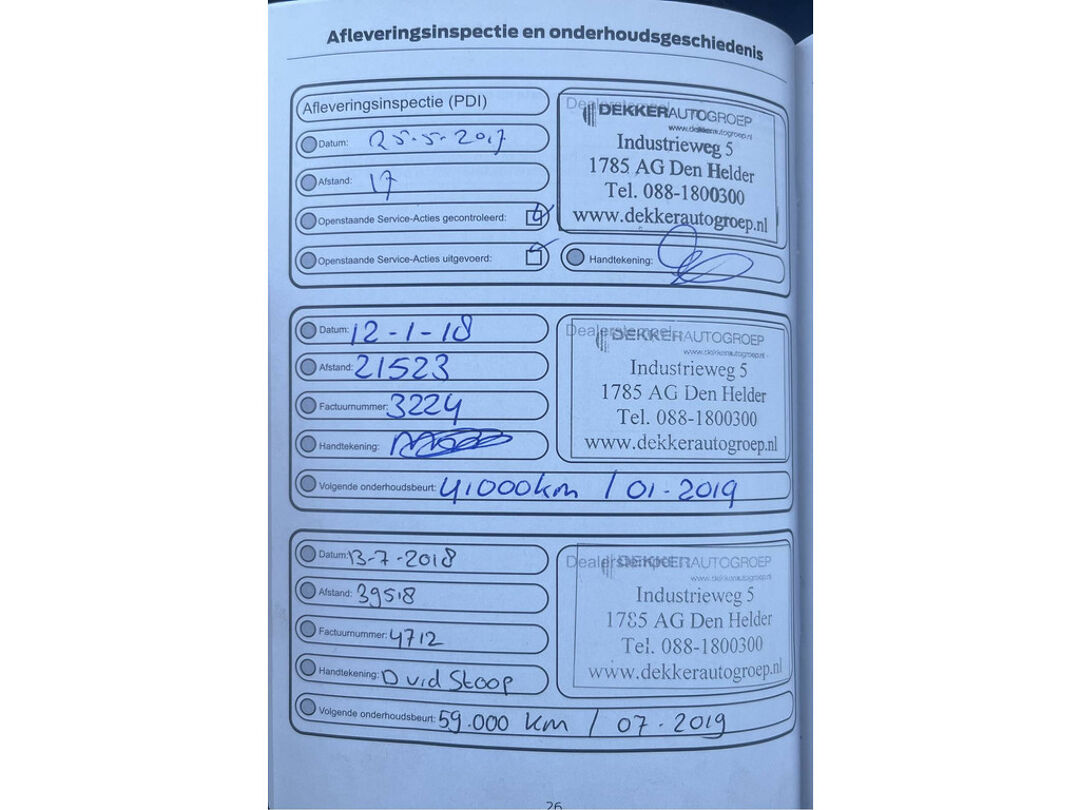 Afleveringsinspectie en onderhoudsgeschiedenis
Afleveringsinspectie (PDI)
Datum: 25-5-2017
Afstand: 17
Openstaande Service-Acties gecontroleerd:
Openstaande Service-Acties uitgevoerd:
Dealerstempel
DEKKERAUTOGROEP
www.dekkerautogroep.nl
Industrieweg 5
1785 AG Den Helder
Tel. 088-1800300
www.dekkerautogroep.nl
Handtekening:
Datum: 12-1-18
Afstand: 21523
Factuurnummer: 3224
Handtekening:
Dealerstempel
DEKKERAUTOGROEP
www.dekkerautogroep.nl
Industrieweg 5
1785 AG Den Helder
Tel. 088-1800300
www.dekkerautogroep.nl
Volgende onderhoudsbeurt: 41000km / 01-2019
Datum: 13-7-2018
Afstand: 39518
Factuurnummer: 4712
Handtekening: David Stoop
Dealerstempel
DEKKERAUTOGROEP
www.dekkerautogroep.nl
Industrieweg 5
1785 AG Den Helder
Tel. 088-1800300
www.dekkerautogroep.nl
Volgende onderhoudsbeurt: 59.000 km / 07-2019
26